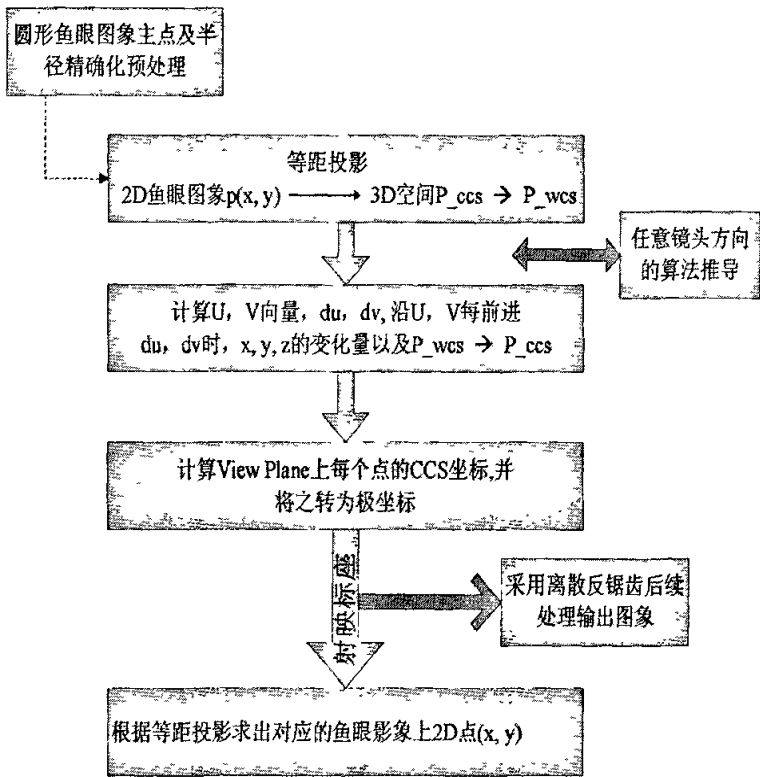 圆形鱼眼图象主点及半
径精确化预处理
等距投影
2D鱼眼图象p(x, y) ⟶ 3D空间P_ccs → P_wcs
任意镜头方向
的算法推导
计算U，V向量，du，dv, 沿U，V每前进
du，dv时，x, y, z的变化量以及P_wcs → P_ccs
计算View Plane上每个点的CCS坐标,并
将之转为极坐标
射映标座
采用离散反锯齿后续
处理输出图象
根据等距投影求出对应的鱼眼影象上2D点(x, y)